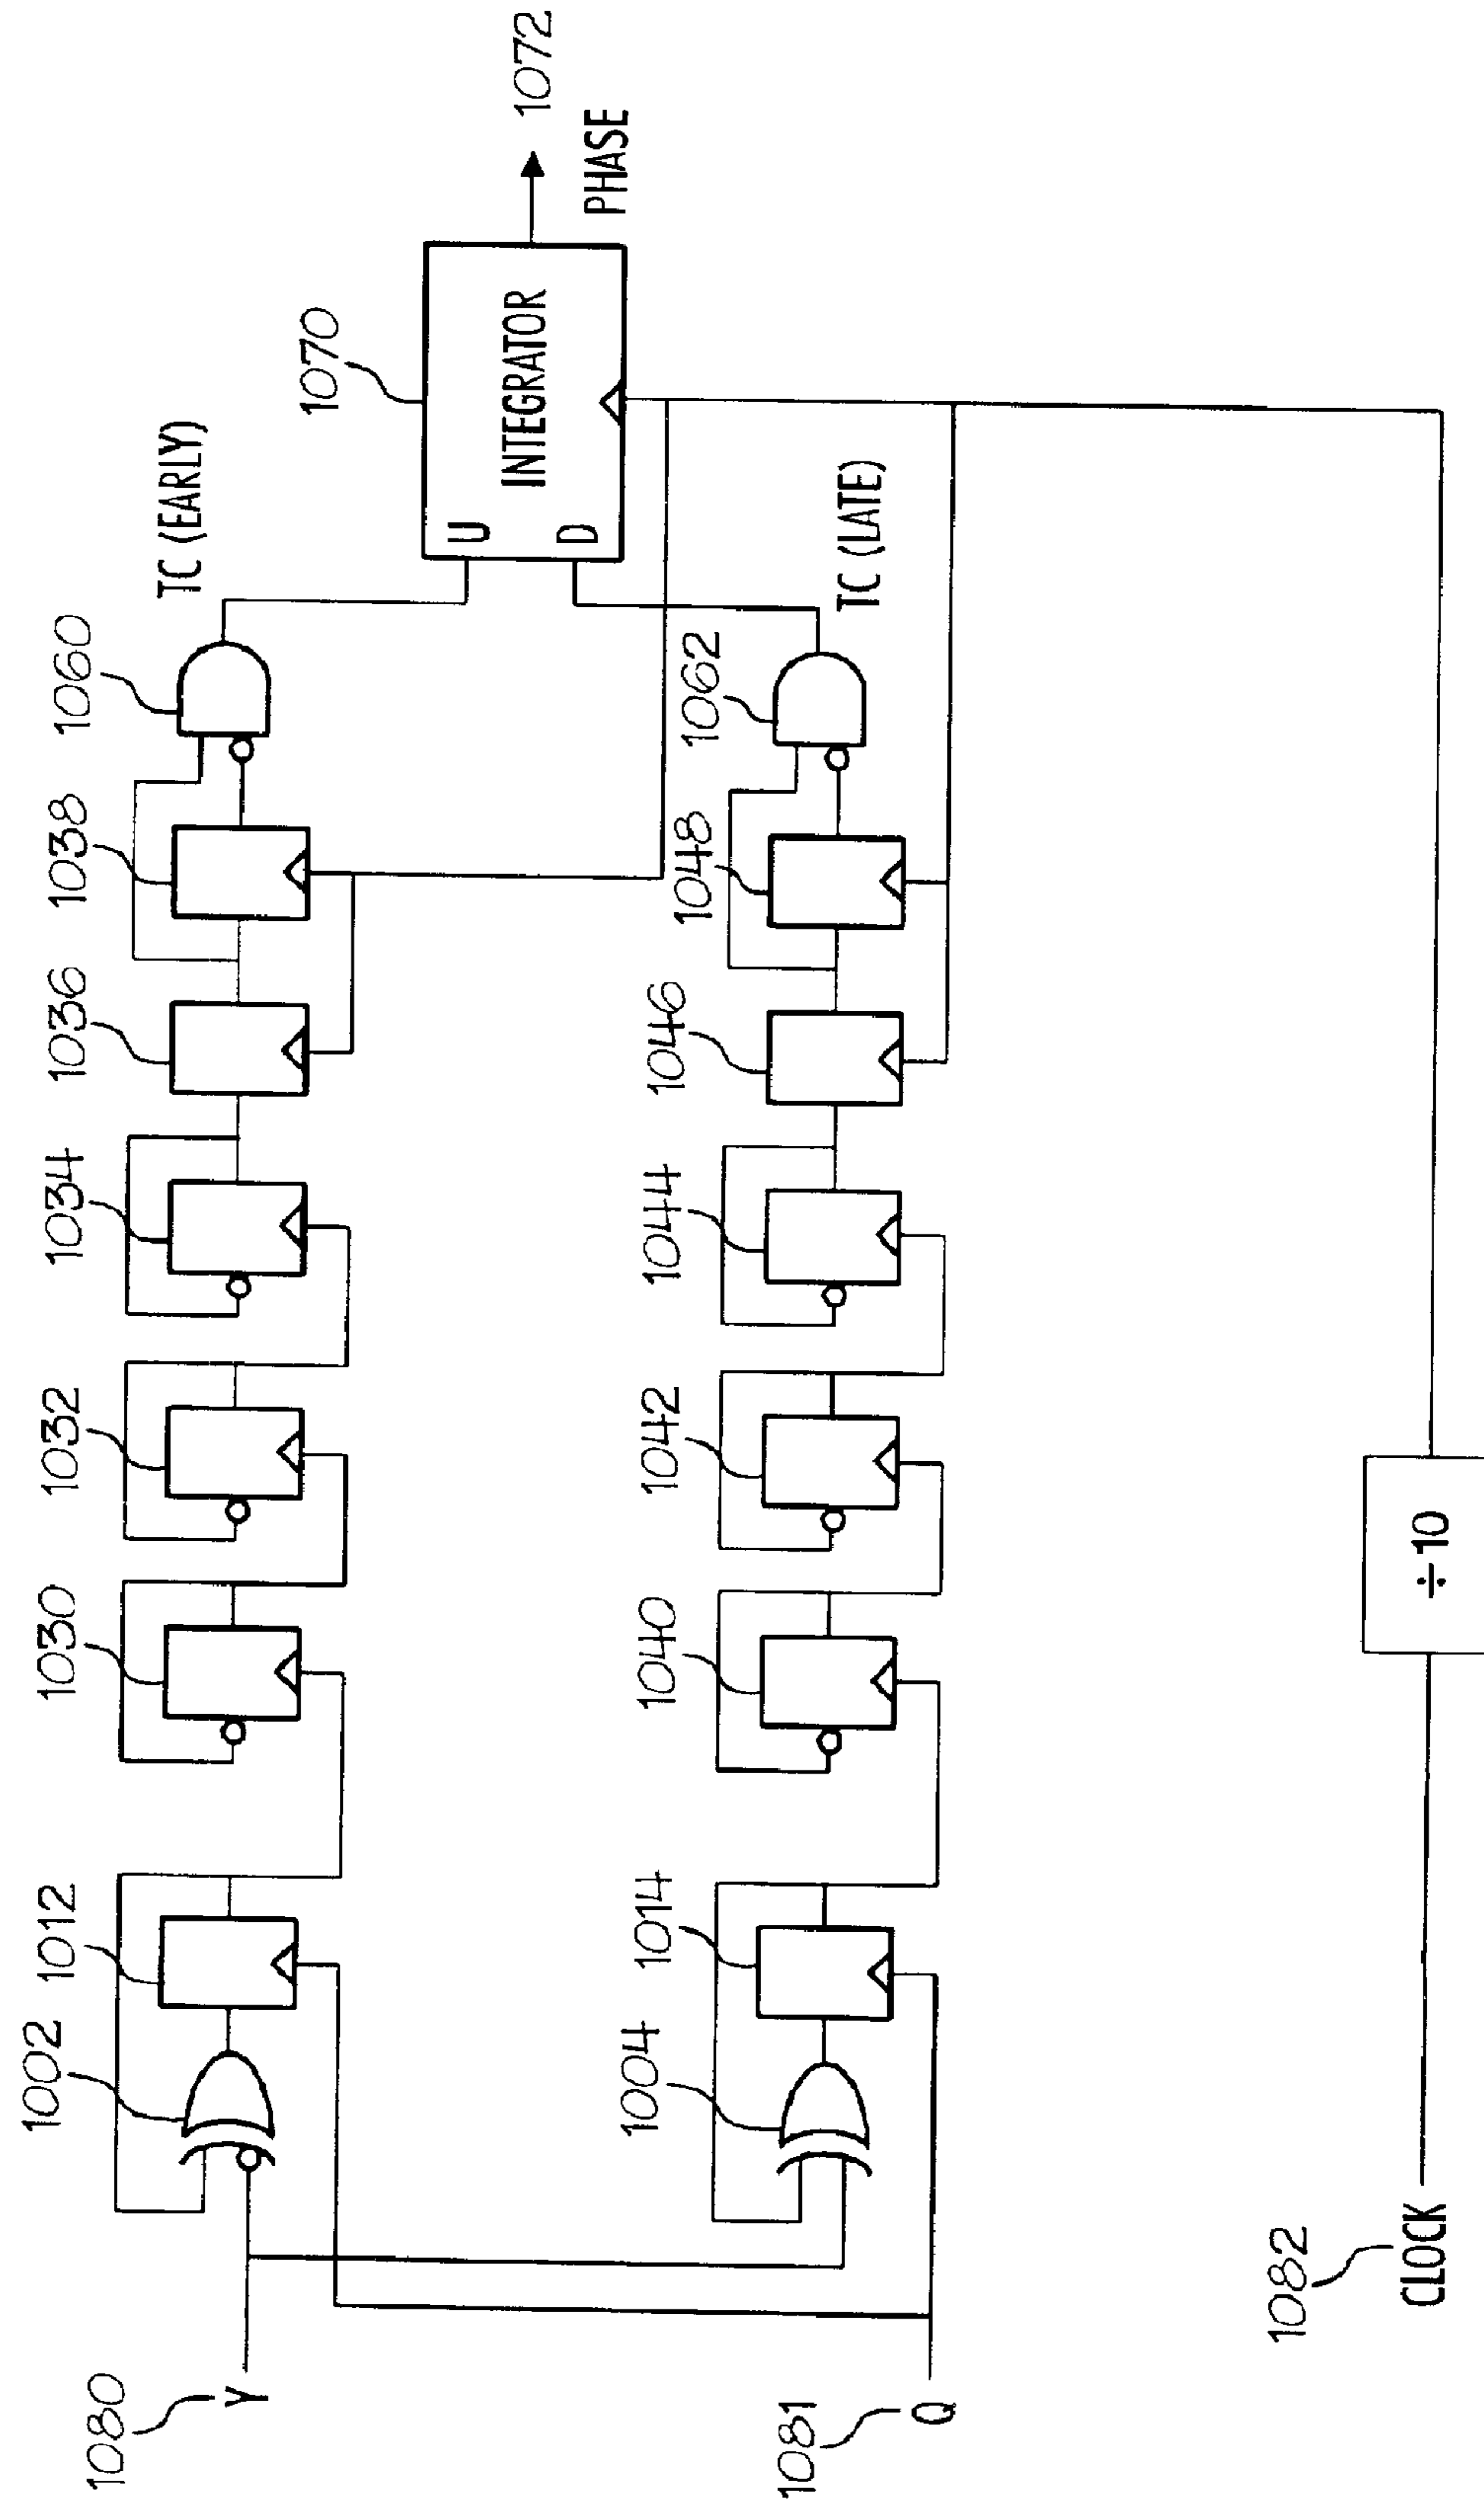 1080
Y
1002
1012
1030
1032
1034
1036
1038
1060
TC (EARLY)
1070
U
D
INTEGRATOR
1072
PHASE
1081
Q
1004
1014
1040
1042
1044
1046
1048
1062
TC (LATE)
1082
CLOCK
÷10